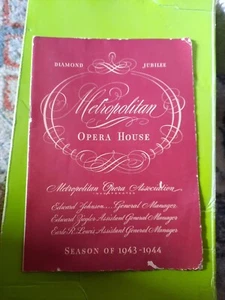 DIAMOND JUBILEE
Metropolitan
OPERA HOUSE
Metropolitan Opera Association
Edward Johnson.... General Manager
Edward Ziegler Assistant General Manager
Earle R. Lewis Assistant General Manager
SEASON OF 1943-1944